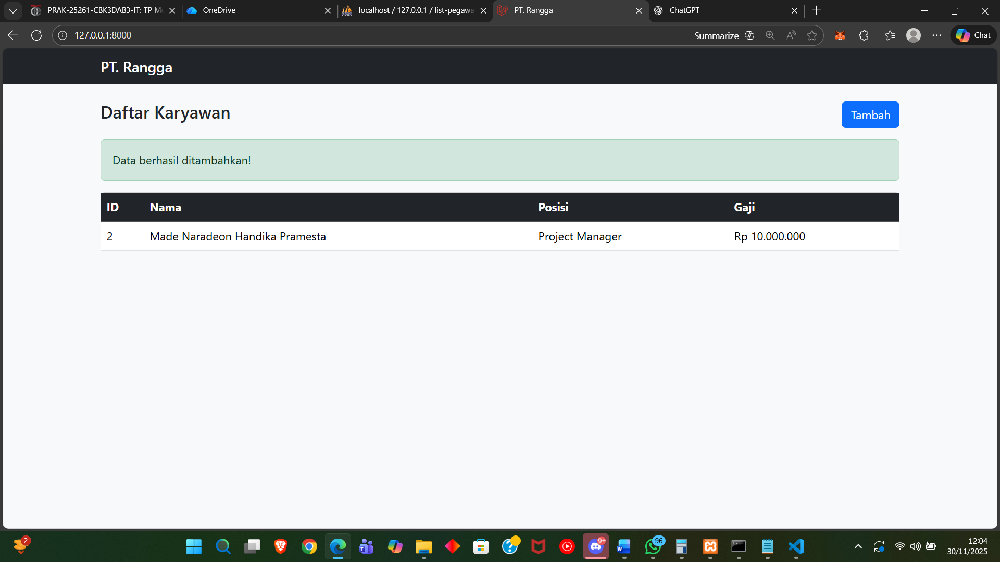 PRAK-25261-CBK3DAB3-IT: TP Mo
OneDrive
localhost / 127.0.0.1 / list-pegawa
PT. Rangga
ChatGPT
127.0.0.1:8000
Summarize
Chat
PT. Rangga
Daftar Karyawan
Tambah
Data berhasil ditambahkan!
ID Nama Posisi Gaji
2 Made Naradeon Handika Pramesta Project Manager Rp 10.000.000
2
9+
96
12:04
30/11/2025